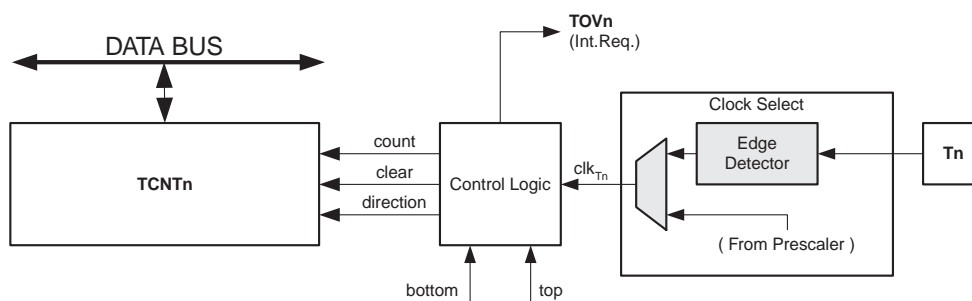 TOVn
(Int.Req.)
DATA BUS
Clock Select
count
Edge
Detector
Tn
TCNTn
clear
Control Logic
clkTn
direction
( From Prescaler )
bottom
top